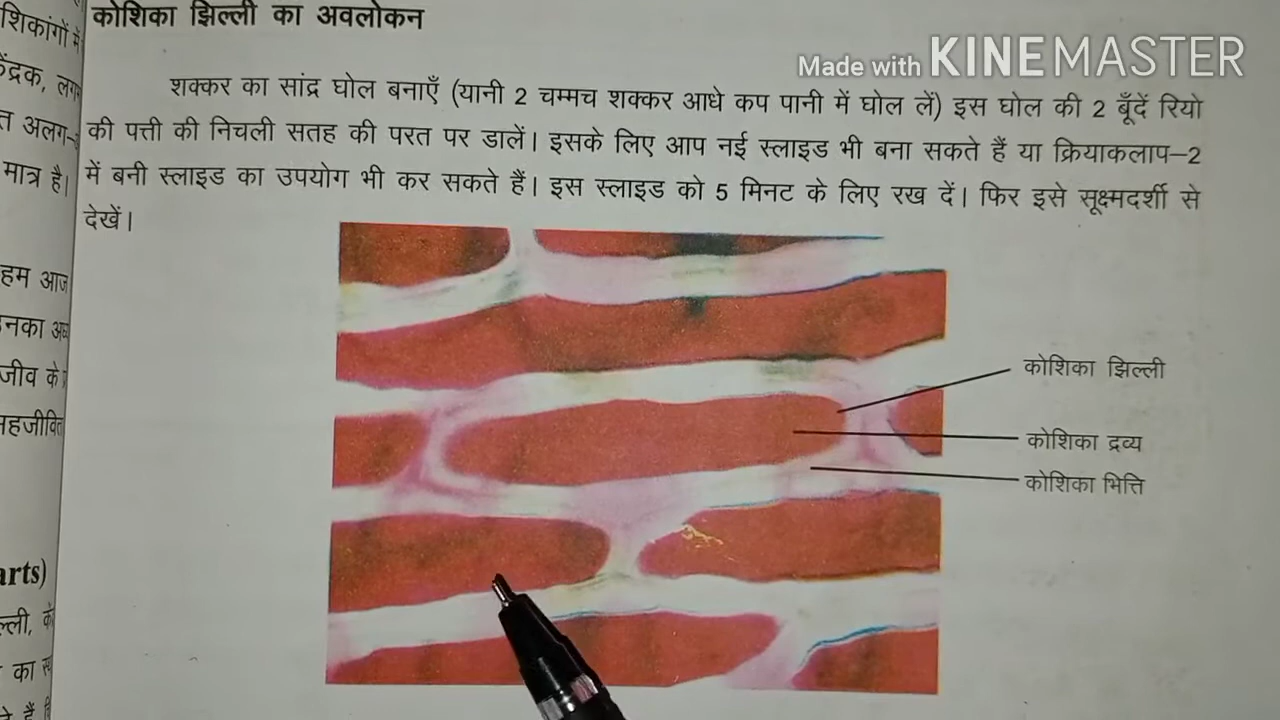 कोशिका झिल्ली का अवलोकन
Made with KINEMASTER
शक्कर का सांद्र घोल बनाएँ (यानी 2 चम्मच शक्कर आधे कप पानी में घोल लें) इस घोल की 2 बूँदें रियो
की पत्ती की निचली सतह की परत पर डालें। इसके लिए आप नई स्लाइड भी बना सकते हैं या क्रियाकलाप–2
में बनी स्लाइड का उपयोग भी कर सकते हैं। इस स्लाइड को 5 मिनट के लिए रख दें। फिर इसे सूक्ष्मदर्शी से
देखें।
कोशिका झिल्ली
कोशिका द्रव्य
कोशिका भित्ति
शिकांगों में
त अलग-
मात्र है।
हम आज
जीव के
arts)